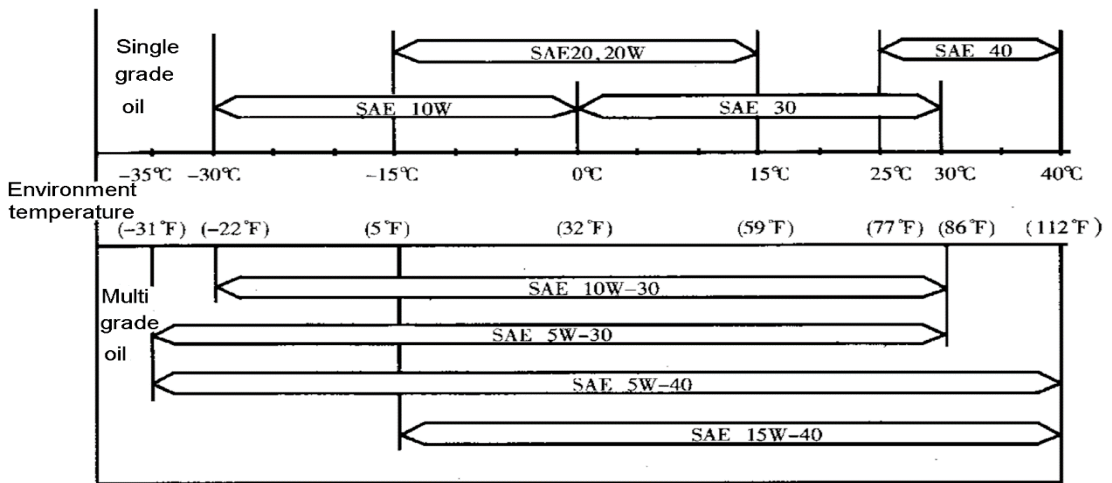 Single
grade
oil
SAE20,20W
SAE 40
SAE 10W
SAE 30
-35℃ -30℃ -15℃ 0℃ 15℃ 25℃ 30℃ 40℃
Environment
temperature
(-31°F) (-22°F) (5°F) (32°F) (59°F) (77°F) (86°F) (112°F)
Multi
grade
oil
SAE 10W-30
SAE 5W-30
SAE 5W-40
SAE 15W-40